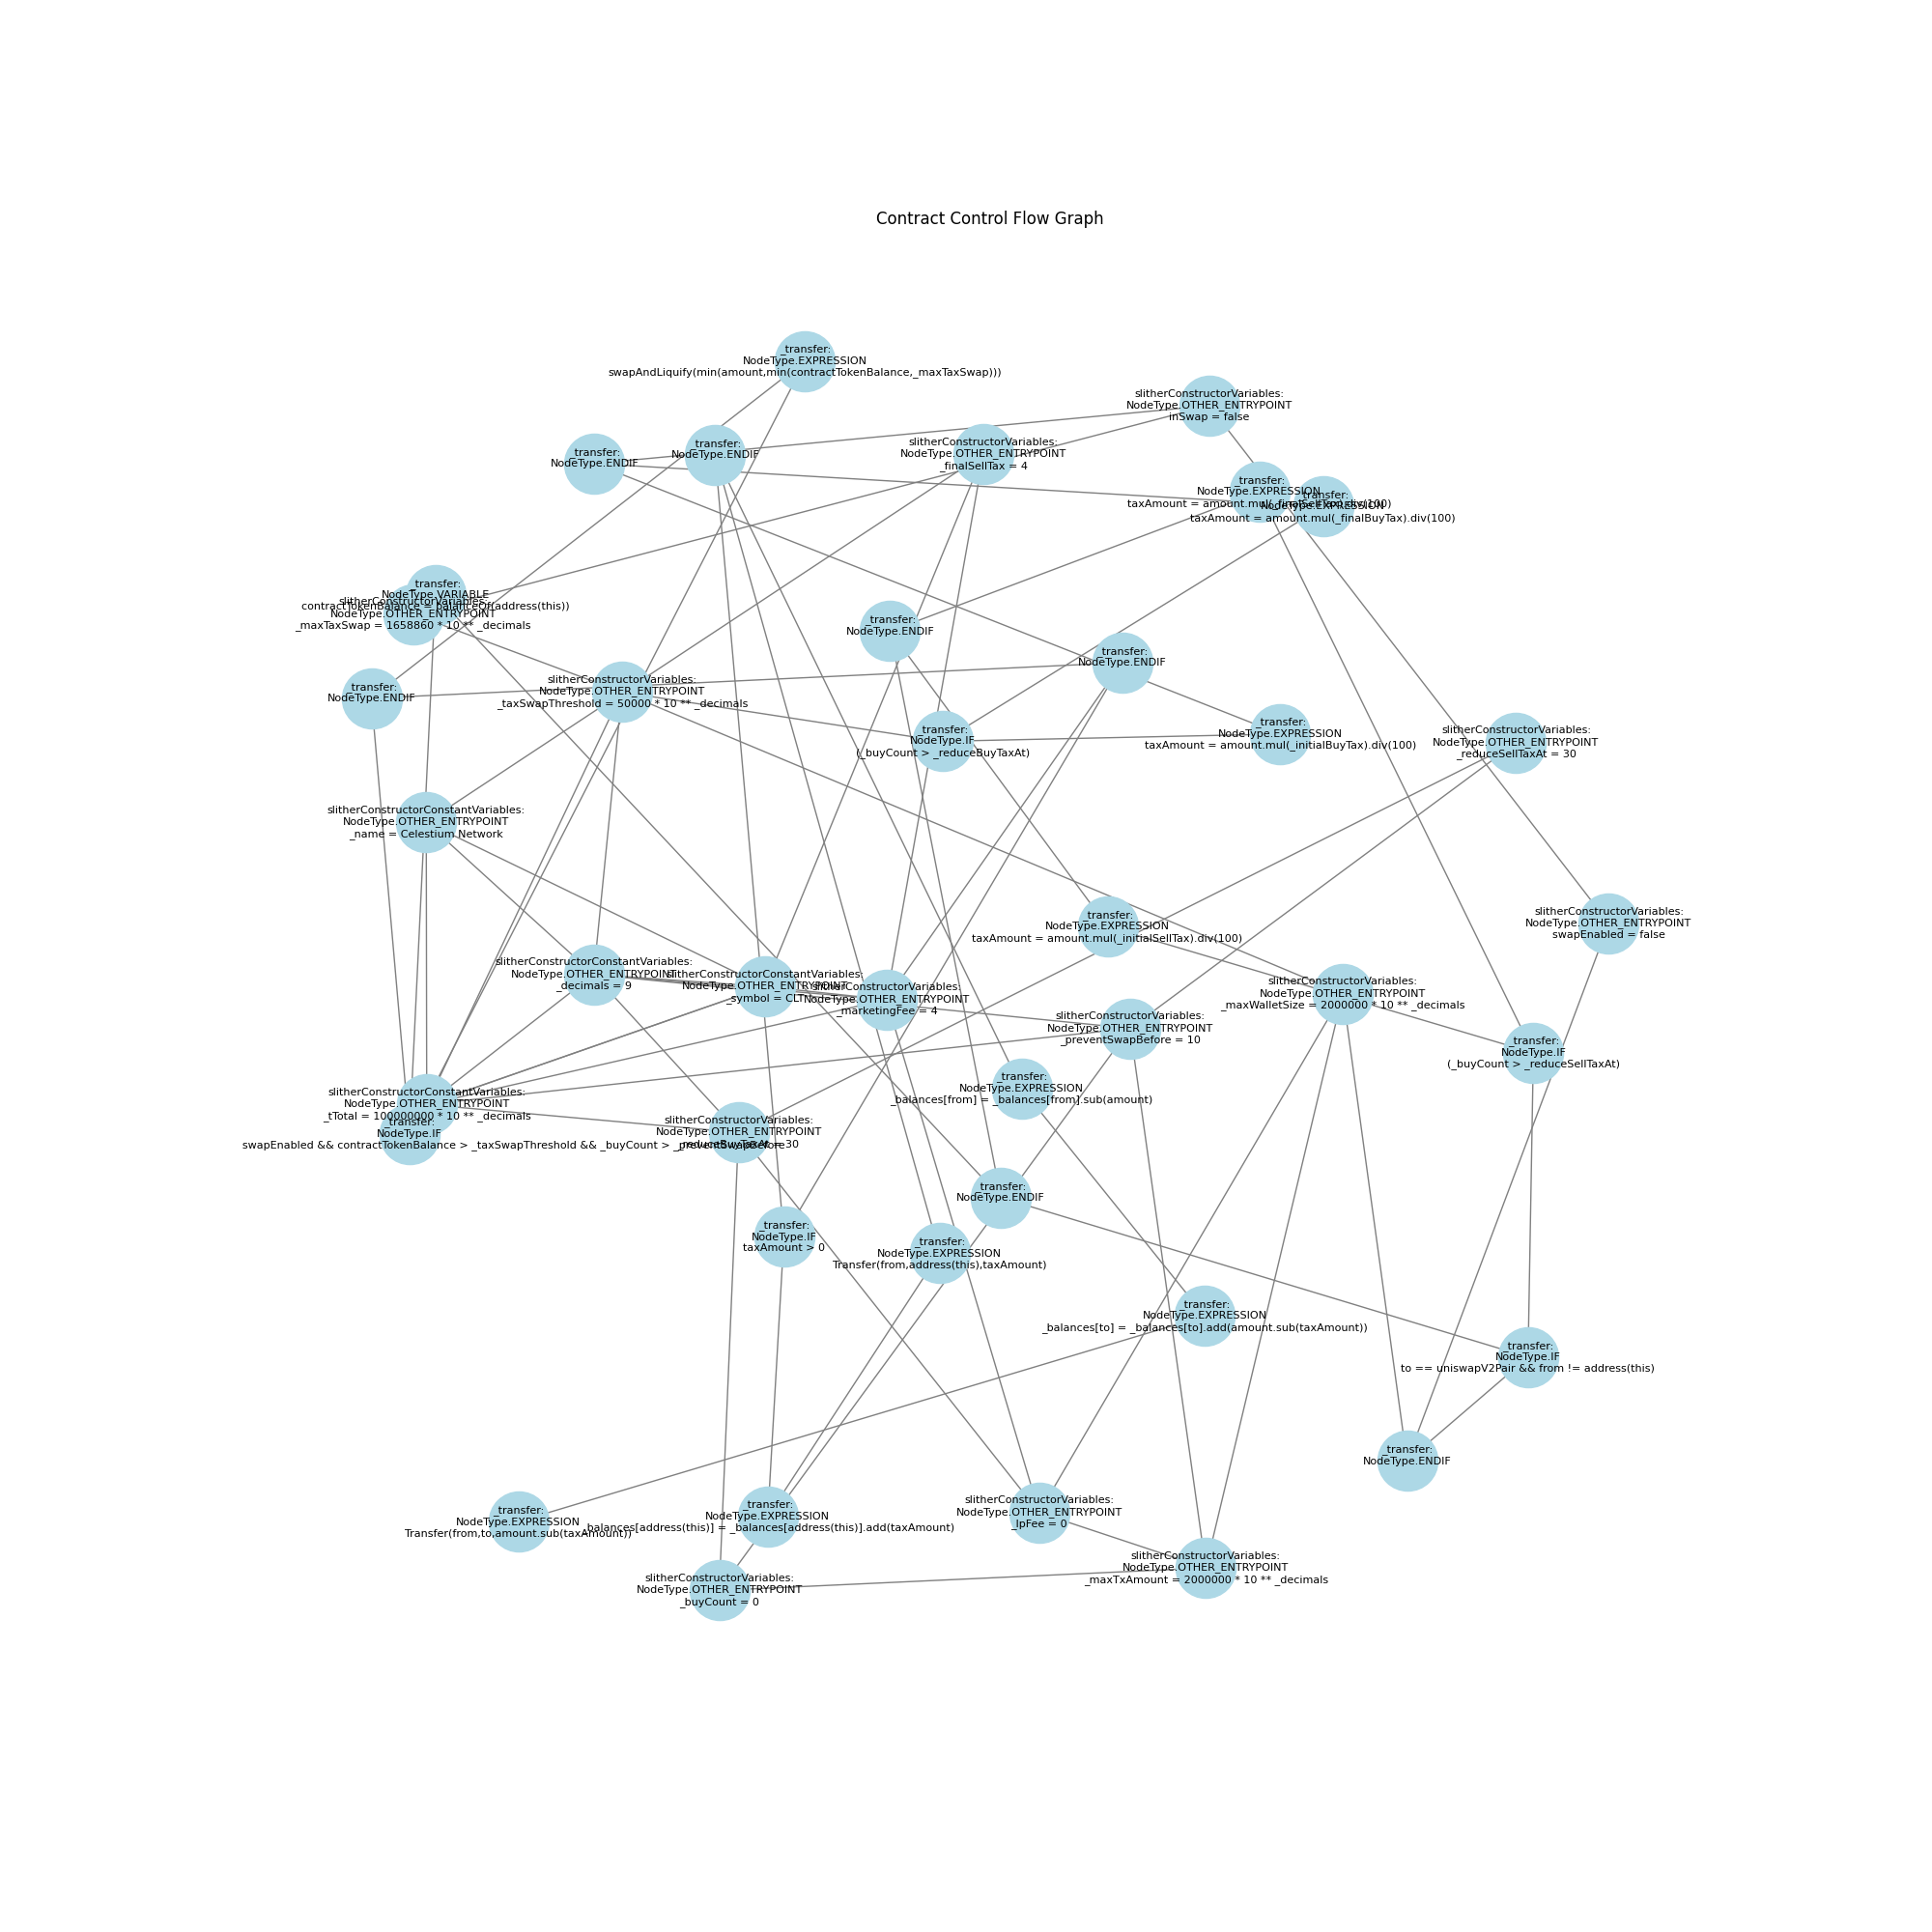 Contract Control Flow Graph
_transfer:
NodeType.EXPRESSION
swapAndLiquify(min(amount,min(contractTokenBalance,_maxTaxSwap)))
slitherConstructorVariables:
NodeType.OTHER_ENTRYPOINT
inSwap = false
_transfer:
NodeType.ENDIF
_transfer:
NodeType.ENDIF
slitherConstructorVariables:
NodeType.OTHER_ENTRYPOINT
_finalSellTax = 4
_transfer:
NodeType.EXPRESSION
taxAmount = amount.mul(_finalSellTax).div(100)
_transfer:
NodeType.EXPRESSION
taxAmount = amount.mul(_finalBuyTax).div(100)
_transfer:
NodeType.VARIABLE
contractTokenBalance = balanceOf(address(this))
slitherConstructorVariables:
NodeType.OTHER_ENTRYPOINT
_maxTaxSwap = 1658860 * 10 ** _decimals
_transfer:
NodeType.ENDIF
_transfer:
NodeType.ENDIF
_transfer:
NodeType.ENDIF
slitherConstructorVariables:
NodeType.OTHER_ENTRYPOINT
_taxSwapThreshold = 50000 * 10 ** _decimals
_transfer:
NodeType.IF
(_buyCount > _reduceBuyTaxAt)
_transfer:
NodeType.EXPRESSION
taxAmount = amount.mul(_initialBuyTax).div(100)
slitherConstructorVariables:
NodeType.OTHER_ENTRYPOINT
_reduceSellTaxAt = 30
slitherConstructorConstantVariables:
NodeType.OTHER_ENTRYPOINT
_name = Celestium Network
_transfer:
NodeType.EXPRESSION
taxAmount = amount.mul(_initialSellTax).div(100)
slitherConstructorVariables:
NodeType.OTHER_ENTRYPOINT
swapEnabled = false
slitherConstructorConstantVariables:
NodeType.OTHER_ENTRYPOINT
_decimals = 9
slitherConstructorConstantVariables:
NodeType.OTHER_ENTRYPOINT
_symbol = CLT
slitherConstructorVariables:
NodeType.OTHER_ENTRYPOINT
_marketingFee = 4
slitherConstructorVariables:
NodeType.OTHER_ENTRYPOINT
_maxWalletSize = 2000000 * 10 ** _decimals
slitherConstructorVariables:
NodeType.OTHER_ENTRYPOINT
_preventSwapBefore = 10
_transfer:
NodeType.IF
(_buyCount > _reduceSellTaxAt)
_transfer:
NodeType.EXPRESSION
_balances[from] = _balances[from].sub(amount)
slitherConstructorConstantVariables:
NodeType.OTHER_ENTRYPOINT
_tTotal = 100000000 * 10 ** _decimals
_transfer:
NodeType.IF
swapEnabled && contractTokenBalance > _taxSwapThreshold && _buyCount > _preventSwapBefore
slitherConstructorVariables:
NodeType.OTHER_ENTRYPOINT
_reduceBuyTaxAt = 30
_transfer:
NodeType.ENDIF
_transfer:
NodeType.IF
taxAmount > 0
_transfer:
NodeType.EXPRESSION
Transfer(from,address(this),taxAmount)
_transfer:
NodeType.EXPRESSION
_balances[to] = _balances[to].add(amount.sub(taxAmount))
_transfer:
NodeType.IF
to == uniswapV2Pair && from != address(this)
_transfer:
NodeType.ENDIF
_transfer:
NodeType.EXPRESSION
Transfer(from,to,amount.sub(taxAmount))
_transfer:
NodeType.EXPRESSION
_balances[address(this)] = _balances[address(this)].add(taxAmount)
slitherConstructorVariables:
NodeType.OTHER_ENTRYPOINT
_lpFee = 0
slitherConstructorVariables:
NodeType.OTHER_ENTRYPOINT
_maxTxAmount = 2000000 * 10 ** _decimals
slitherConstructorVariables:
NodeType.OTHER_ENTRYPOINT
_buyCount = 0